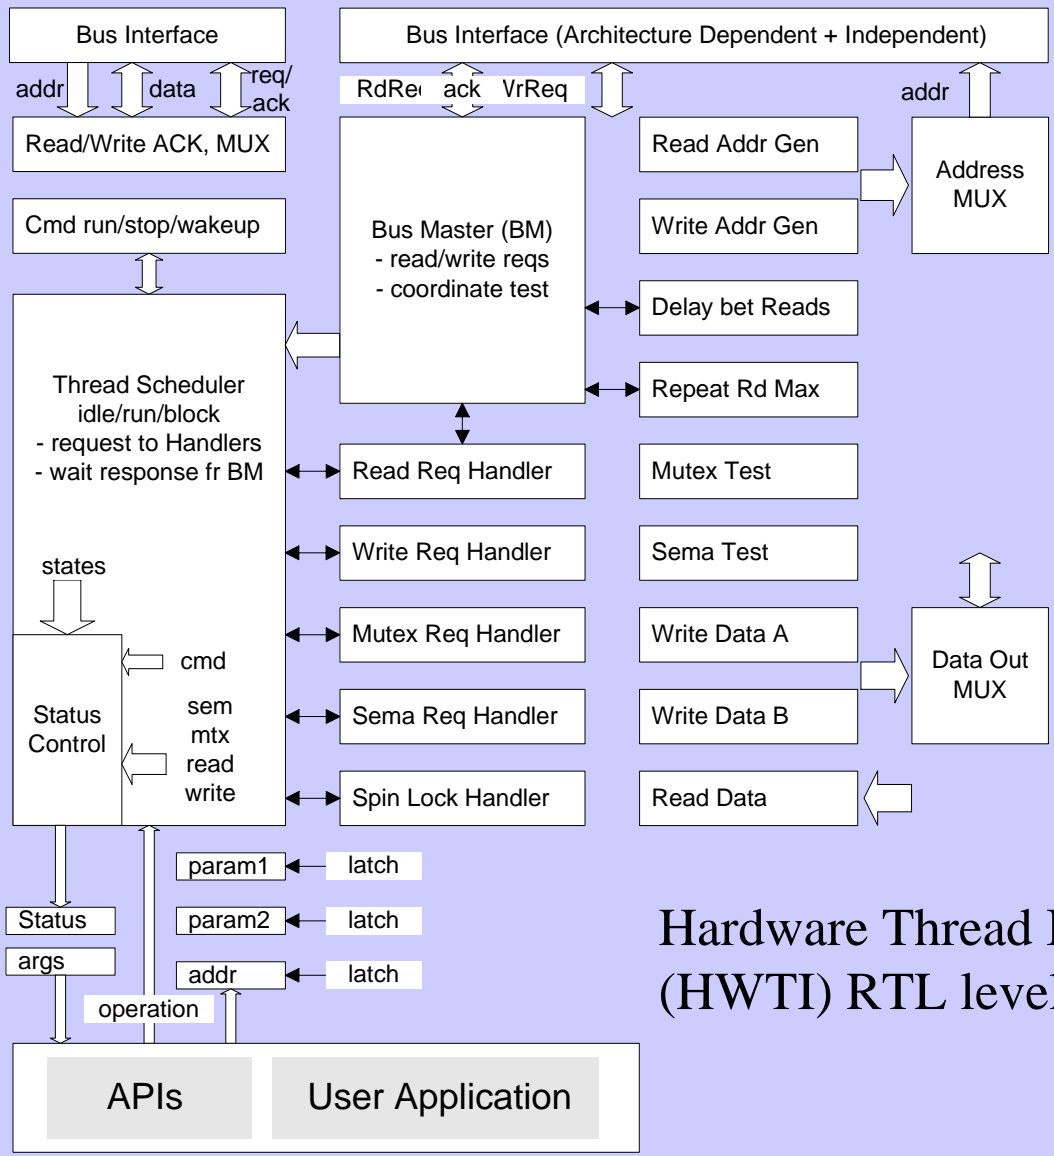 Bus Interface
Bus Interface (Architecture Dependent + Independent)
addr
data
req/
ack
ack
addr
Read/Write ACK, MUX
Read Addr Gen
Address
MUX
Cmd run/stop/wakeup
Bus Master (BM)
- read/write reqs
- coordinate test
Write Addr Gen
Delay bet Reads
Thread Scheduler
idle/run/block
- request to Handlers
- wait response fr BM
Repeat Rd Max
Read Req Handler
Mutex Test
Write Req Handler
Sema Test
states
Mutex Req Handler
Write Data A
Data Out
MUX
cmd
Status
Control
sem
mtx
read
write
Sema Req Handler
Write Data B
Spin Lock Handler
Read Data
param1
latch
Status
param2
latch
args
addr
latch
operation
Hardware Thread
(HWTI) RTL level
APIs
User Application